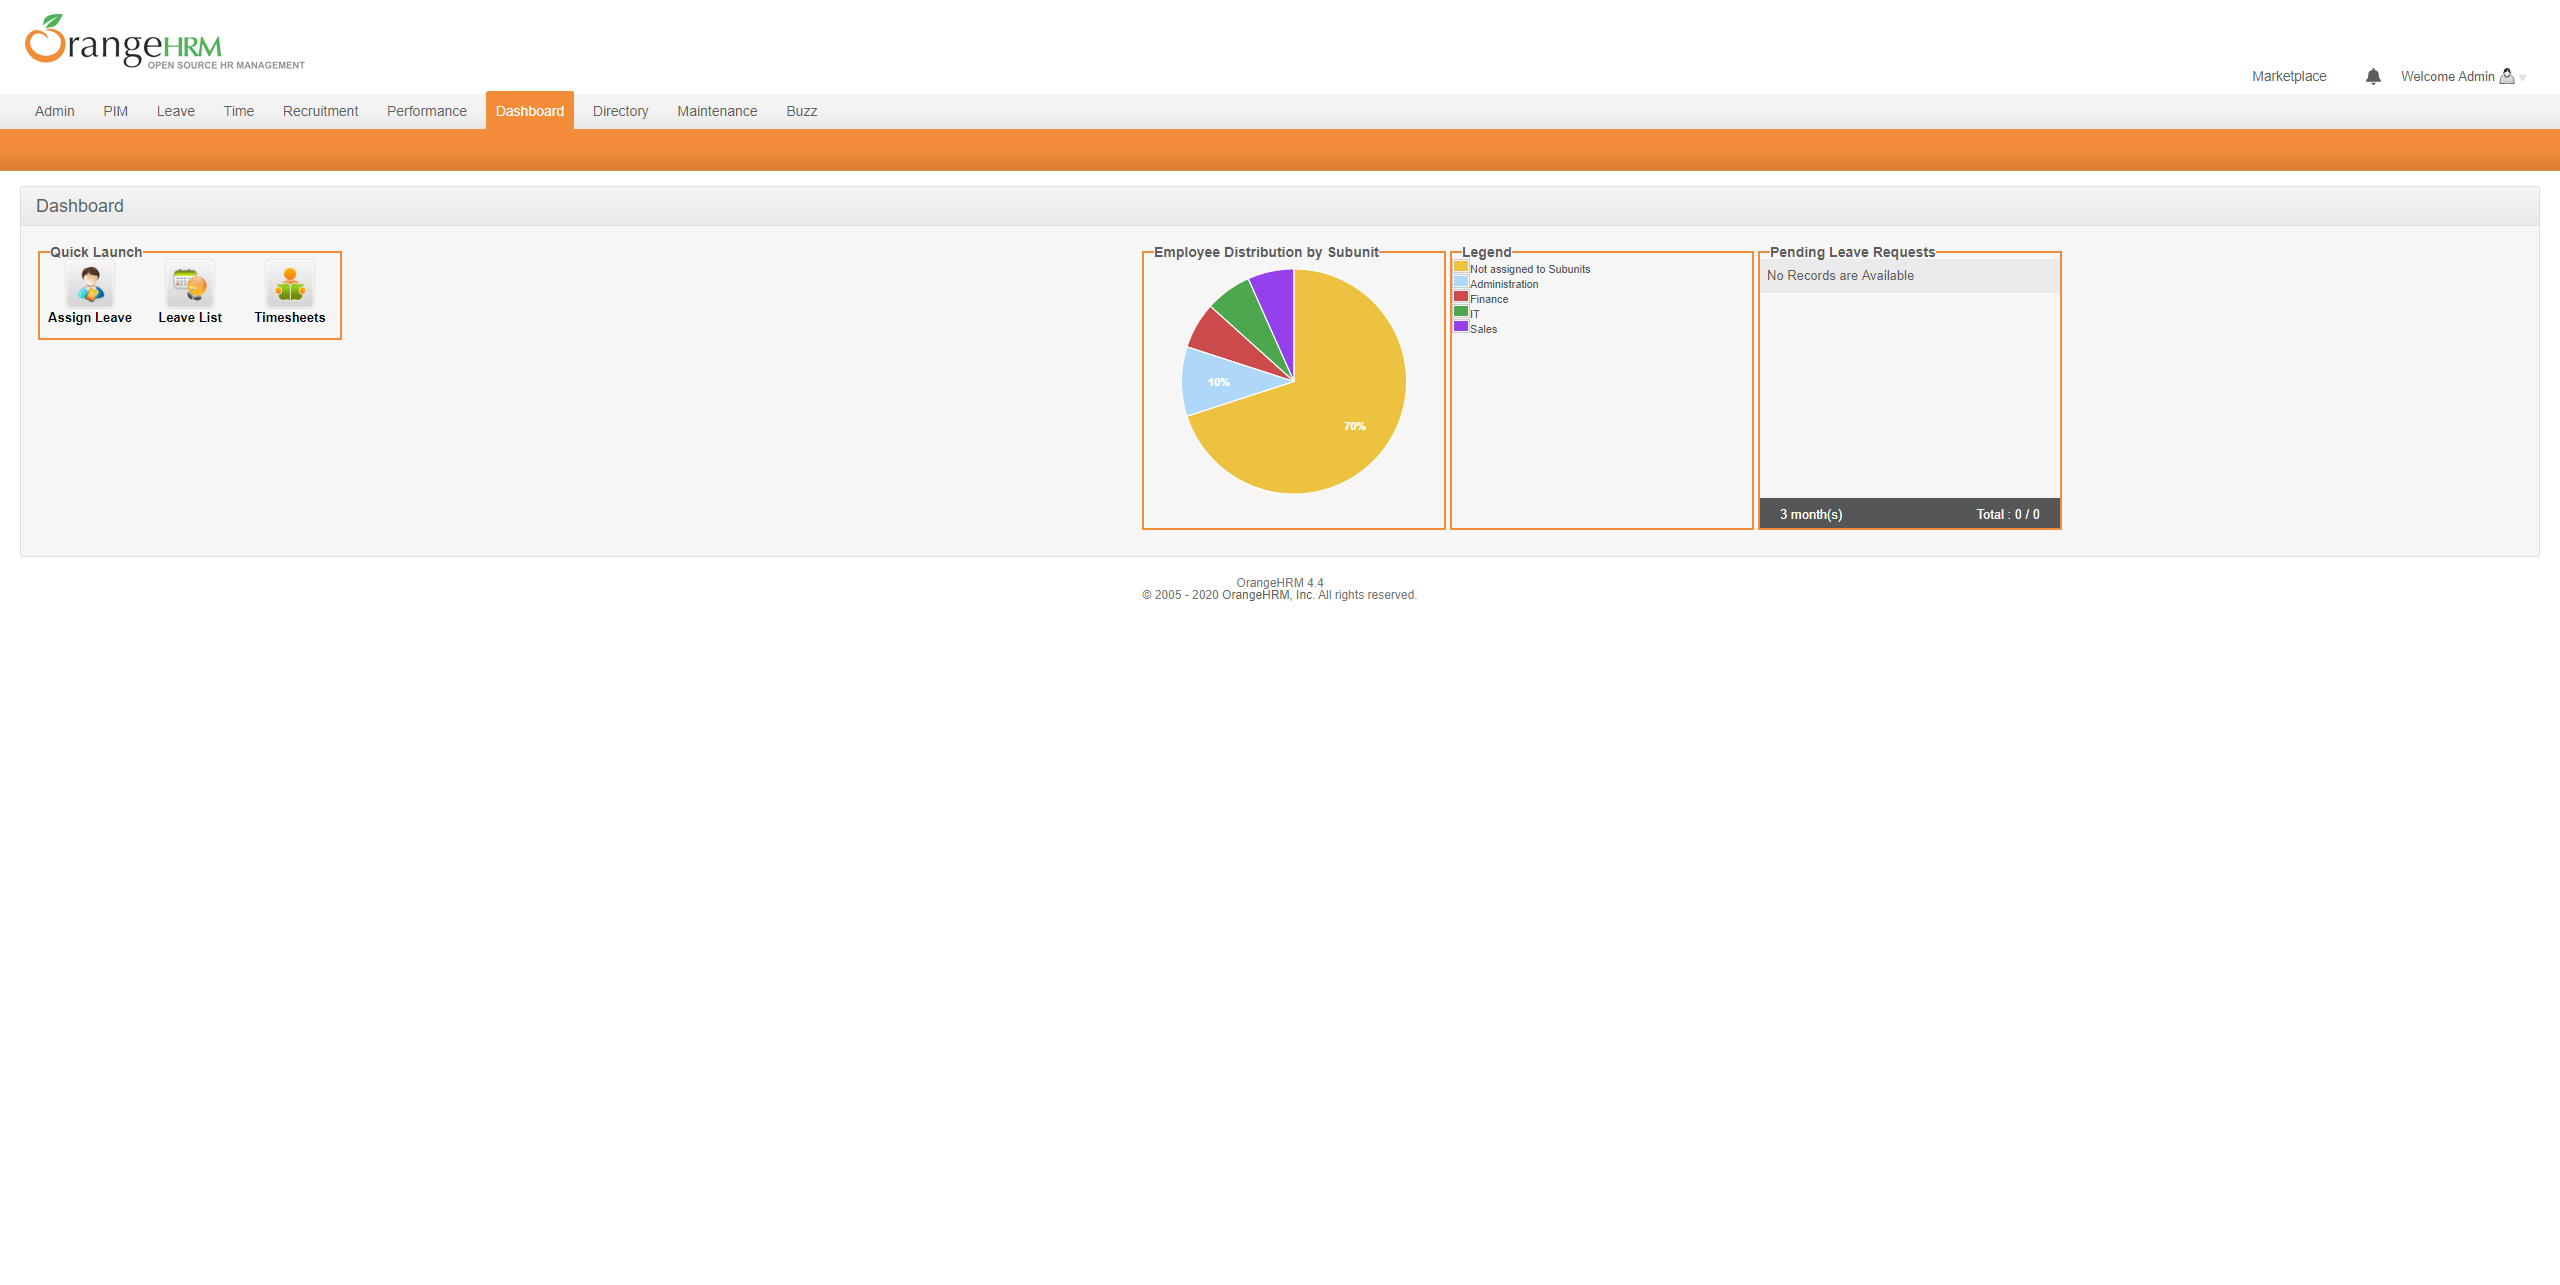 OrangeHRM
OPEN SOURCE HR MANAGEMENT
Marketplace
Welcome Admin
Admin
PIM
Leave
Time
Recruitment
Performance
Dashboard
Directory
Maintenance
Buzz
Dashboard
Quick Launch
Assign Leave
Leave List
Timesheets
Employee Distribution by Subunit
10%
70%
Legend
Not assigned to Subunits
Administration
Finance
IT
Sales
Pending Leave Requests
No Records are Available
3 month(s)
Total : 0 / 0
OrangeHRM 4.4
© 2005 - 2020 OrangeHRM, Inc. All rights reserved.